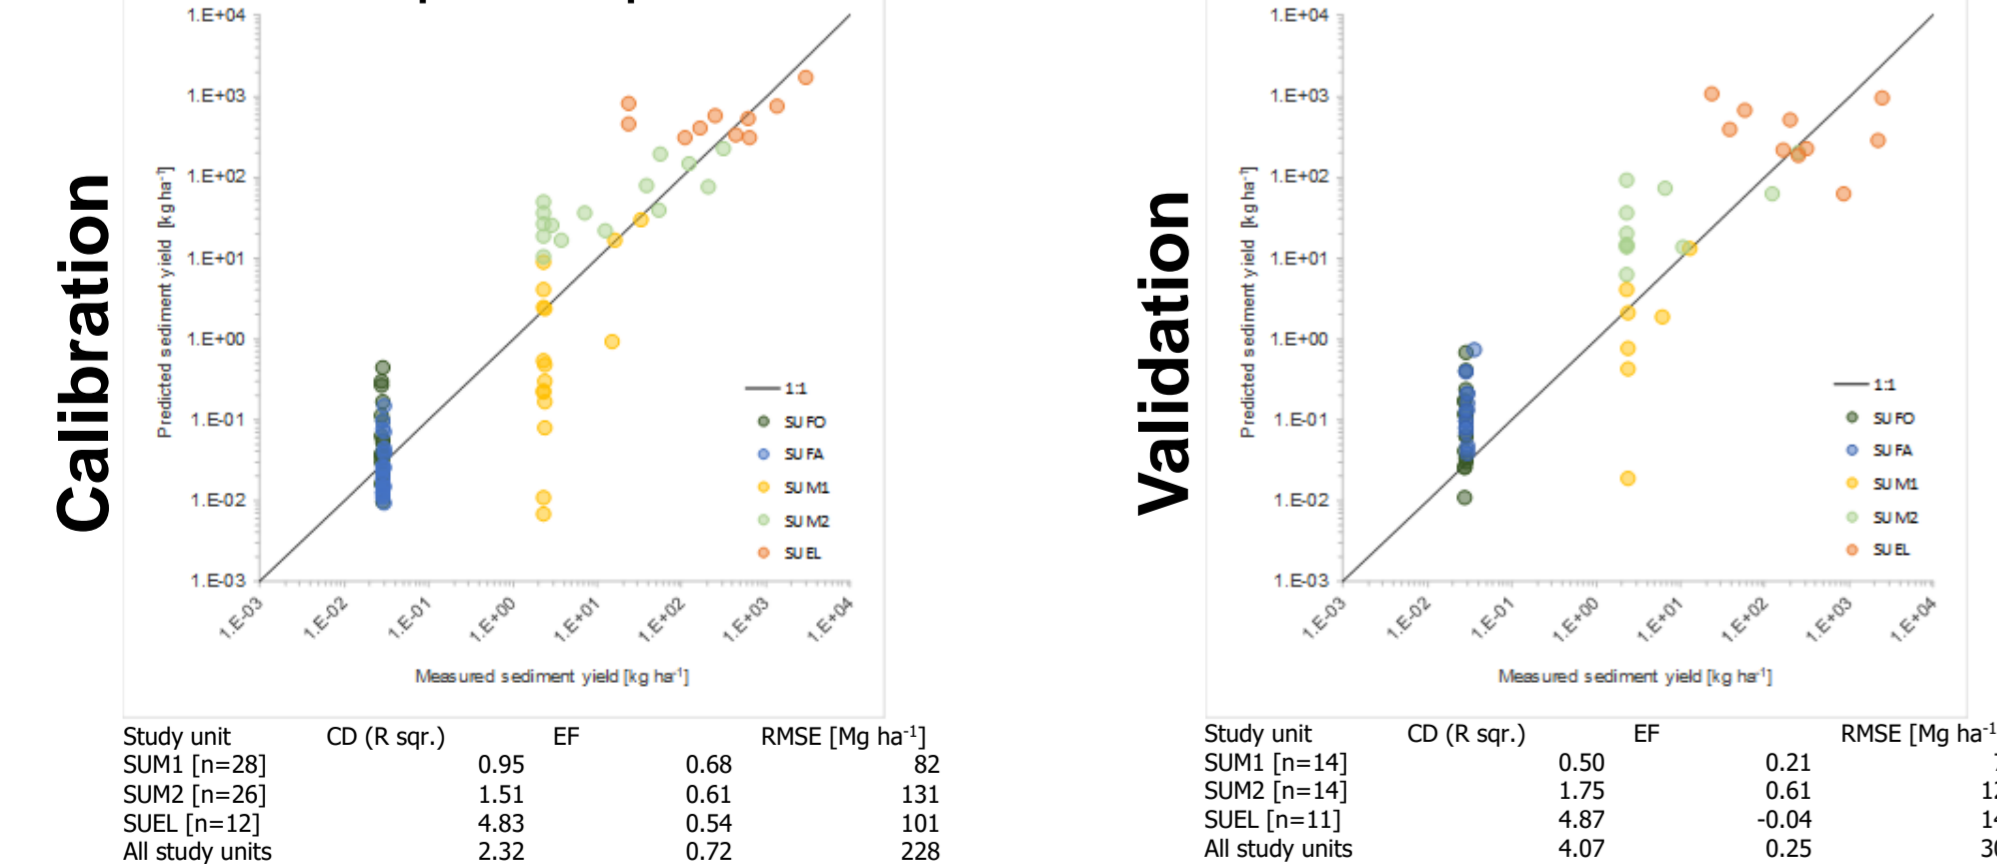 Calibration
1.E+04
1.E+03
1.E+02
1.E+01
1.E+00
1.E-01
1.E-02
1.E-03
Predicted sediment yield [kg ha-1]
1:1
SU FO
SU FA
SU M1
SU M2
SU EL
1.E-03 1.E-02 1.E-01 1.E+00 1.E+01 1.E+02 1.E+03 1.E+04
Measured sediment yield [kg ha-1]
Study unit CD (R sqr.) EF RMSE [Mg ha-1]
SUM1 [n=28] 0.95 0.68 82
SUM2 [n=26] 1.51 0.61 131
SUEL [n=12] 4.83 0.54 101
All study units 2.32 0.72 228
Validation
1.E+04
1.E+03
1.E+02
1.E+01
1.E+00
1.E-01
1.E-02
1.E-03
Predicted sediment yield [kg ha-1]
1:1
SU FO
SU FA
SU M1
SU M2
SU EL
1.E-03 1.E-02 1.E-01 1.E+00 1.E+01 1.E+02 1.E+03 1.E+04
Measured sediment yield [kg ha-1]
Study unit CD (R sqr.) EF RMSE [Mg ha-1
SUM1 [n=14] 0.50 0.21
SUM2 [n=14] 1.75 0.61
SUEL [n=11] 4.87 -0.04
All study units 4.07 0.25